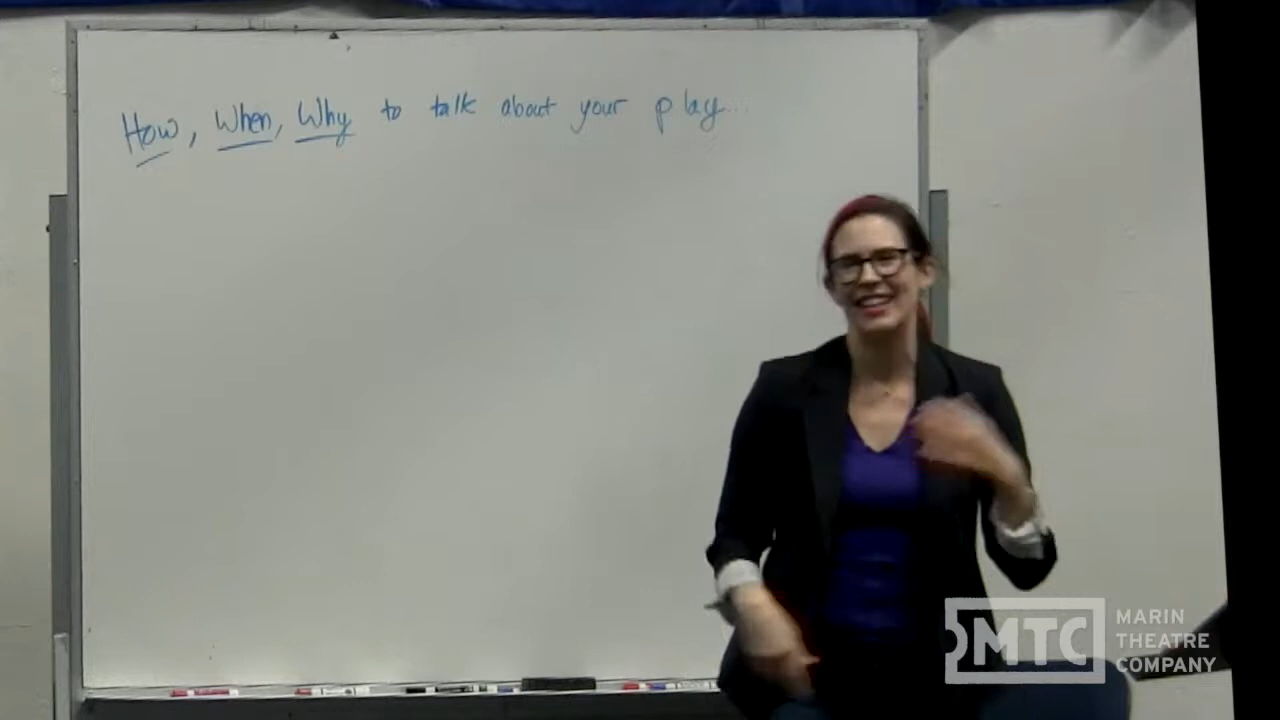 How, When, Why to talk about your play...
MTC
MARIN
THEATRE
COMPANY